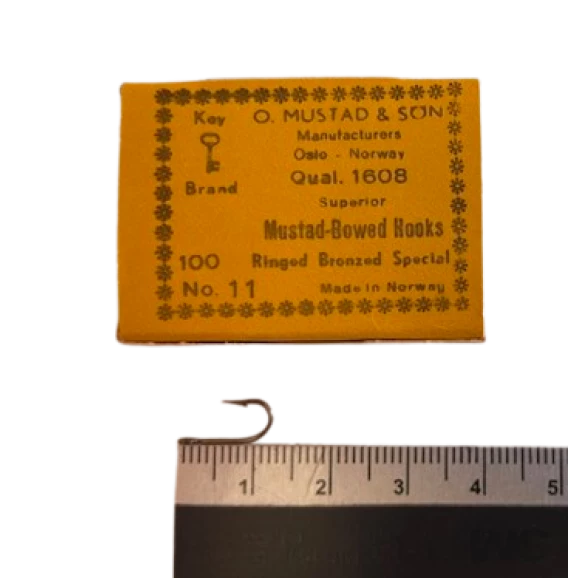 Key
O. MUSTAD & SÖN
Manufacturers
Oslo - Norway
Qual. 1608
Brand
Superior
Mustad-Bowed Hooks
100 Ringed Bronzed Special
No. 11 Made in Norway
1 2 3 4 5